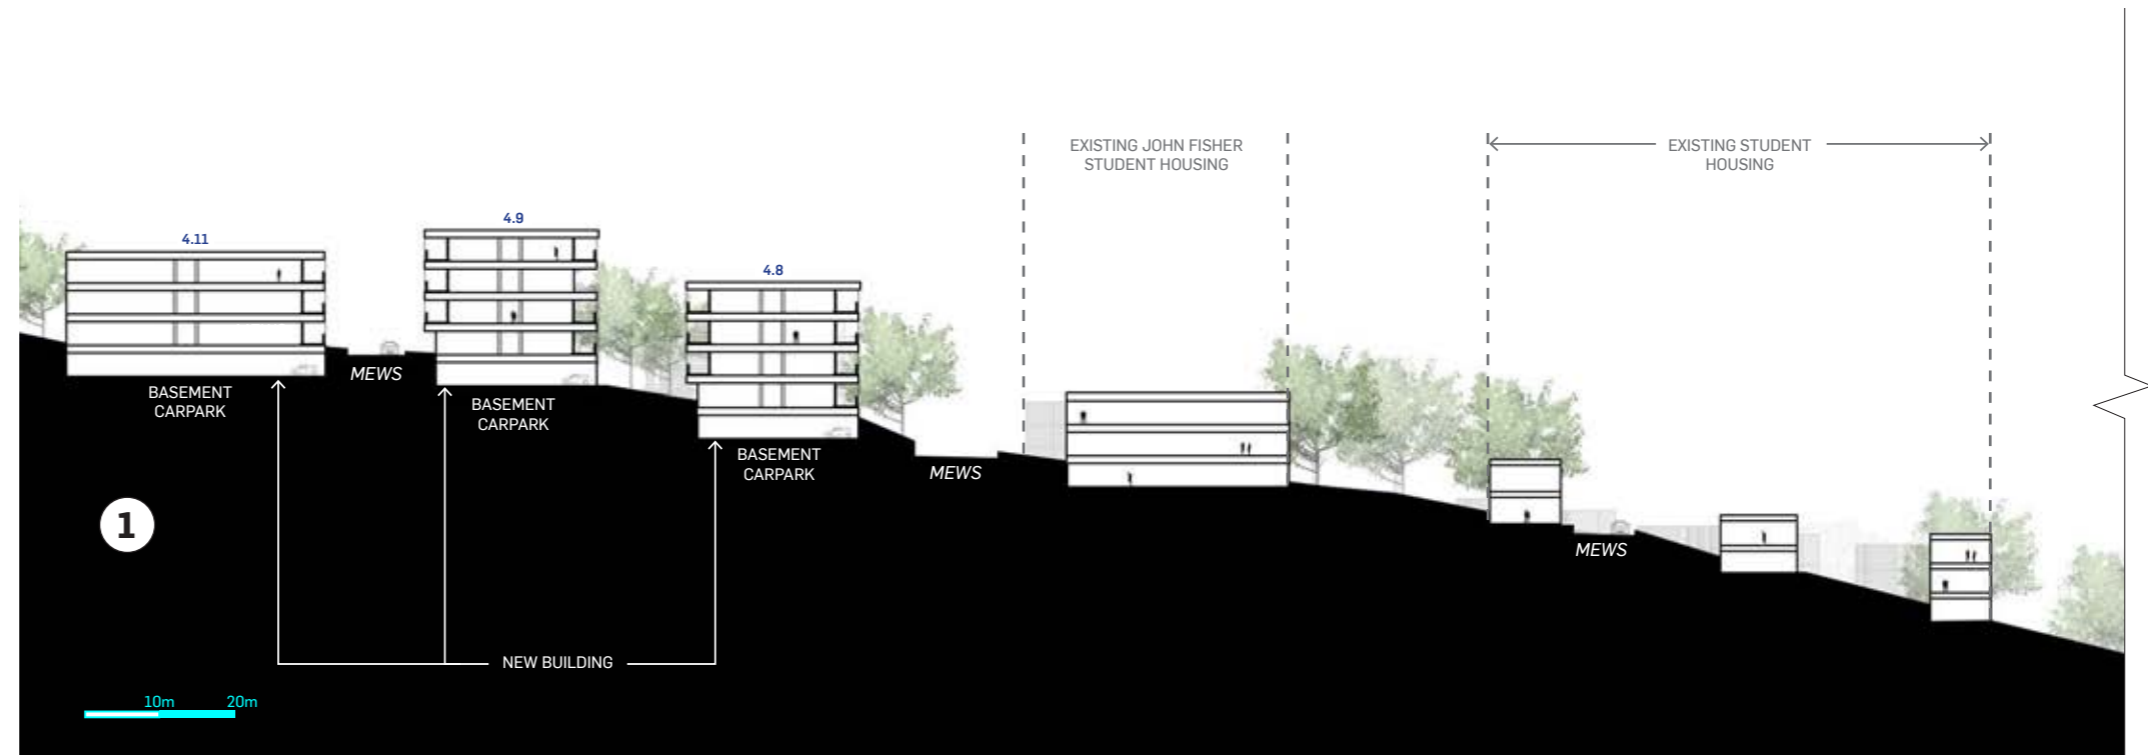 EXISTING JOHN FISHER
STUDENT HOUSING
EXISTING STUDENT
HOUSING
4.11
4.9
4.8
BASEMENT
CARPARK
MEWS
BASEMENT
CARPARK
BASEMENT
CARPARK
MEWS
MEWS
1
NEW BUILDING
10m
20m